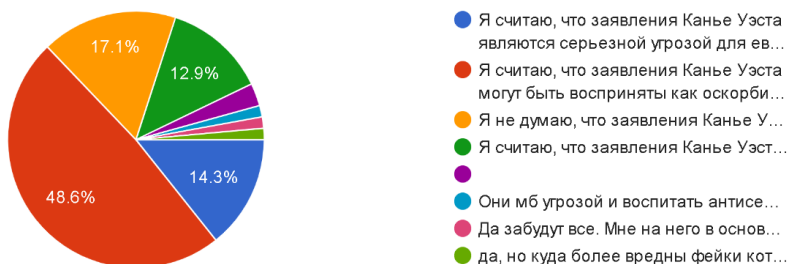 17.1%
12.9%
14.3%
48.6%
Я считаю, что заявления Канье Уэста
являются серьезной угрозой для ев...
Я считаю, что заявления Канье Уэста
могут быть восприняты как оскорби...
Я не думаю, что заявления Канье У...
Я считаю, что заявления Канье Уэст...
Они мб угрозой и воспитать антисе...
Да забудут все. Мне на него в основ...
да, но куда более вредны фейки кот...